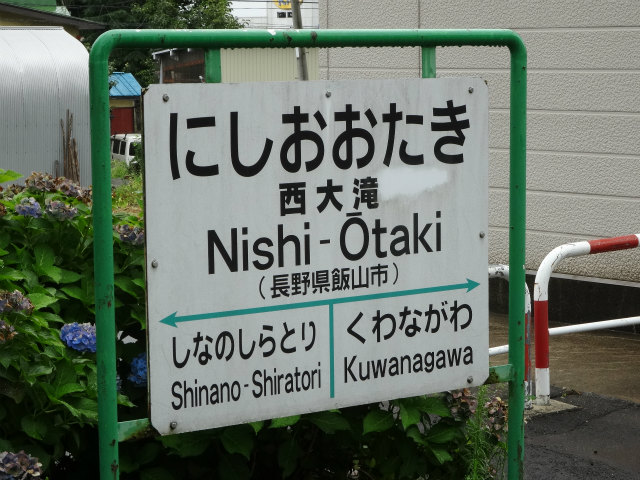 にしおおたき
西大滝
Nishi-Ōtaki
（長野県飯山市）
しなのしらとり くわながわ
Shinano-Shiratori Kuwanagawa